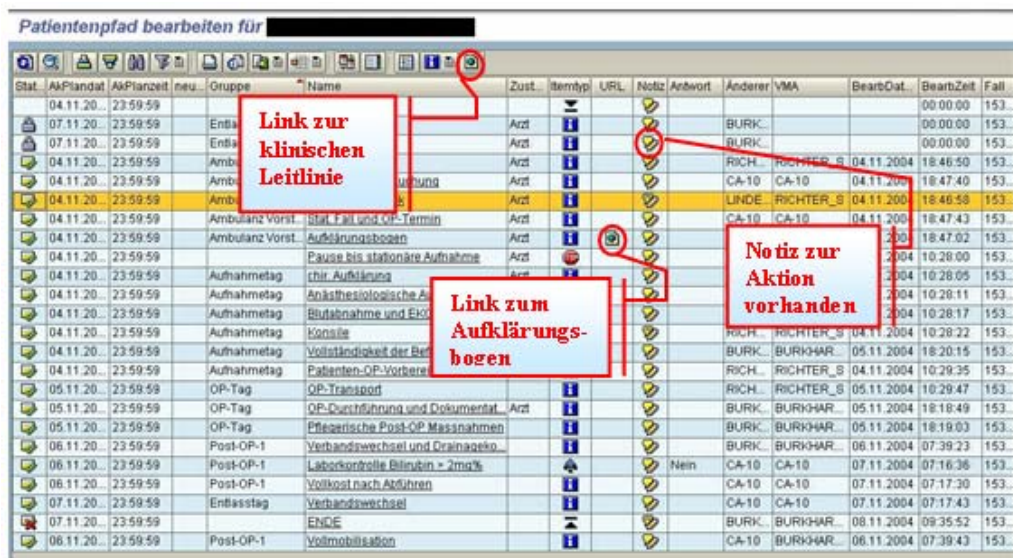 Patientenpfad bearbeiten für
Stat... AkPlandat AkPlanzeit neu... Gruppe Name Zust... Itemtyp URL Notiz Antwort Änderer VMA BearbDat... BearbZeit Fall
04.11.20... 23:59:59 00:00:00 153...
07.11.20... 23:59:59 Entla Arzt BURK... 00:00:00 153...
07.11.20... 23:59:59 Entla BURK... 00:00:00 153...
04.11.20... 23:59:59 Ambu Arzt RICH... RICHTER_S 04.11.2004 18:46:50 153...
04.11.20... 23:59:59 Ambu uchung Arzt CA-10 CA-10 04.11.2004 18:47:40 153...
04.11.20... 23:59:59 Ambu Arzt LINDE... RICHTER_S 04.11.2004 18:46:58 153...
04.11.20... 23:59:59 Ambulanz Vorst... Stat. Fall und OP-Termin Arzt CA-10 CA-10 04.11.2004 18:47:43 153...
04.11.20... 23:59:59 Ambulanz Vorst... Aufklärungsbogen Arzt 2004 18:47:02 153...
04.11.20... 23:59:59 Pause bis stationäre Aufnahme Arzt 2004 10:28:00 153...
04.11.20... 23:59:59 Aufnahmetag chir. Aufklärung Arzt 2004 10:28:05 153...
04.11.20... 23:59:59 Aufnahmetag Anästhesiologische Au 2004 10:28:11 153...
04.11.20... 23:59:59 Aufnahmetag Blutabnahme und EKG 2004 10:28:17 153...
04.11.20... 23:59:59 Aufnahmetag Konsile RICH... RICHTER_S 2004 10:28:22 153...
04.11.20... 23:59:59 Aufnahmetag Vollständigkeit der Bef BURK... BURKHAR... 05.11.2004 18:20:15 153...
04.11.20... 23:59:59 Aufnahmetag Patienten-OP-Vorberei RICH... RICHTER_S 04.11.2004 10:29:35 153...
05.11.20... 23:59:59 OP-Tag OP-Transport RICH... RICHTER_S 05.11.2004 10:29:47 153...
05.11.20... 23:59:59 OP-Tag OP-Durchführung und Dokumentat... Arzt BURK... BURKHAR... 05.11.2004 18:18:49 153...
05.11.20... 23:59:59 OP-Tag Pflegerische Post-OP Massnahmen BURK... BURKHAR... 05.11.2004 18:19:03 153...
06.11.20... 23:59:59 Post-OP-1 Verbandswechsel und Drainageko... BURK... BURKHAR... 06.11.2004 07:39:23 153...
06.11.20... 23:59:59 Post-OP-1 Laborkontrolle Bilirubin > 2mg% Nein CA-10 CA-10 07.11.2004 07:16:36 153...
06.11.20... 23:59:59 Post-OP-1 Vollkost nach Abführen CA-10 CA-10 07.11.2004 07:17:30 153...
07.11.20... 23:59:59 Entlasstag Verbandswechsel CA-10 CA-10 07.11.2004 07:17:43 153...
07.11.20... 23:59:59 ENDE BURK... BURKHAR... 08.11.2004 09:35:52 153...
06.11.20... 23:59:59 Post-OP-1 Vollmobilisation CA-10 BURKHAR... 06.11.2004 07:39:43 153...
Link zur
klinischen
Leitlinie
Link zum
Aufklärungs-
bogen
Notiz zur
Aktion
vorhanden